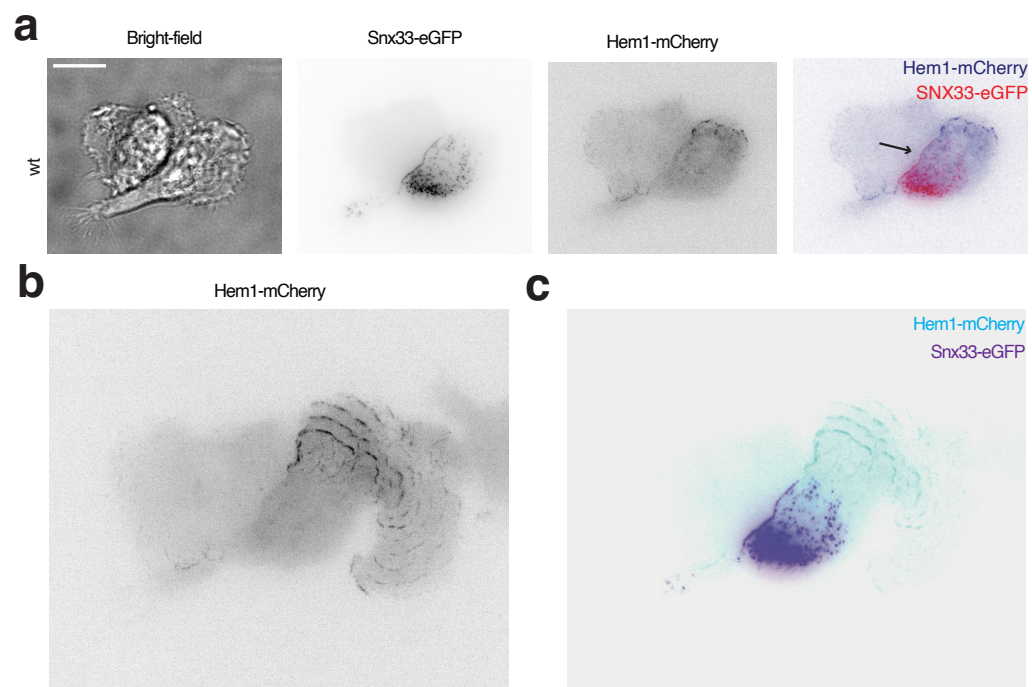 a
Bright-field
Snx33-eGFP
Hem1-mCherry
Hem1-mCherry
SNX33-eGFP
wt
b
Hem1-mCherry
c
Hem1-mCherry
Snx33-eGFP